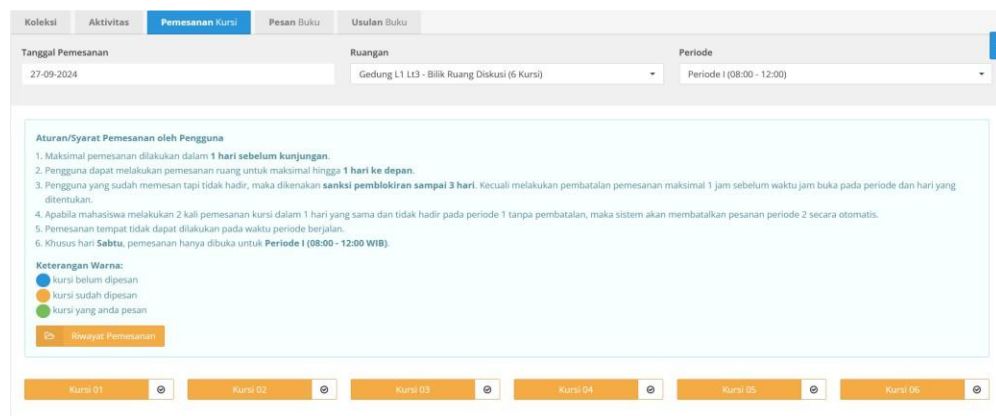 Koleksi Aktivitas Pemesanan Kursi Pesan Buku Usulan Buku
Tanggal Pemesanan Ruangan Periode
27-09-2024 Gedung L1 Lt3 - Bilik Ruang Diskusi (6 Kursi) Periode I (08:00 - 12:00)
Aturan/Syarat Pemesanan oleh Pengguna
1. Maksimal pemesanan dilakukan dalam 1 hari sebelum kunjungan.
2. Pengguna dapat melakukan pemesanan ruang untuk maksimal hingga 1 hari ke depan.
3. Pengguna yang sudah memesan tapi tidak hadir, maka dikenakan sanksi pemblokiran sampai 3 hari. Kecuali melakukan pembatalan pemesanan maksimal 1 jam sebelum waktu jam buka pada periode dan hari yang
ditentukan.
4. Apabila mahasiswa melakukan 2 kali pemesanan kursi dalam 1 hari yang sama dan tidak hadir pada periode 1 tanpa pembatalan, maka sistem akan membatalkan pesanan periode 2 secara otomatis.
5. Pemesanan tempat tidak dapat dilakukan pada waktu periode berjalan.
6. Khusus hari Sabtu, pemesanan hanya dibuka untuk Periode I (08:00 - 12:00 WIB).
Keterangan Warna:
kursi belum dipesan
kursi sudah dipesan
kursi yang anda pesan
Riwayat Pemesanan
Kursi 01 Kursi 02 Kursi 03 Kursi 04 Kursi 05 Kursi 06